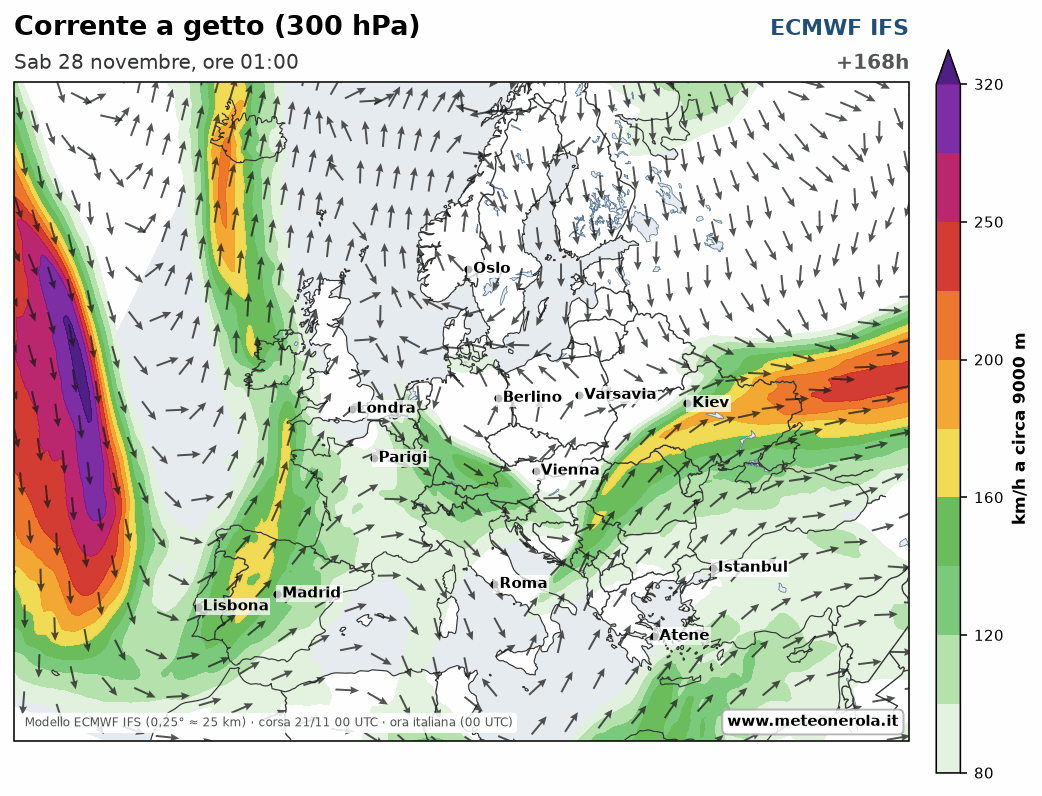 Corrente a getto (300 hPa)
ECMWF IFS
Sab 28 novembre, ore 01:00
+168h
320
250
200
160
120
80
km/h a circa 9000 m
Oslo
Londra
Berlino
Varsavia
Kiev
Parigi
Vienna
Roma
Istanbul
Lisbona
Madrid
Atene
Modello ECMWF IFS (0,25° ≈ 25 km) · corsa 21/11 00 UTC · ora italiana (00 UTC)
www.meteonerola.it